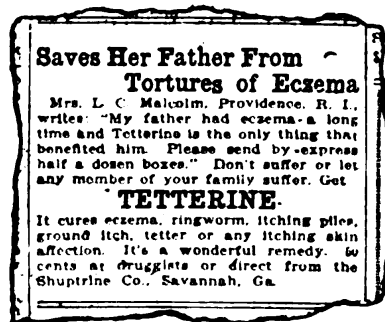 Saves Her Father From
Tortures of Eczema
Mrs. L. C. Malcolm, Providence, R. I.,
writes: "My father had eczema a long
time and Tetterine is the only thing that
benefited him. Please send by express
half a dozen boxes." Don't suffer or let
any member of your family suffer. Get
TETTERINE
It cures eczema, ringworm, itching piles,
ground itch, tetter or any itching skin
affection. It's a wonderful remedy. 50
cents at druggists or direct from the
Shuptrine Co., Savannah, Ga.